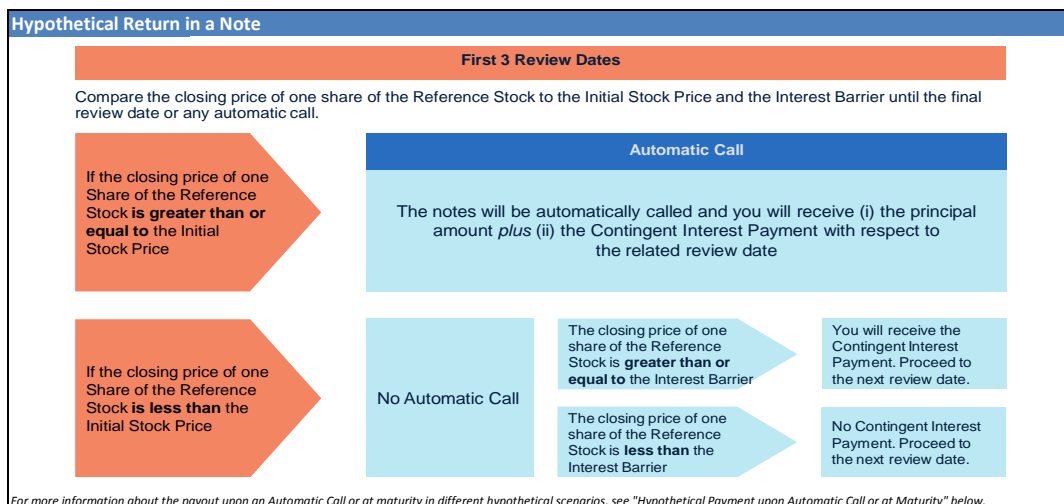 Hypothetical Return in a Note
First 3 Review Dates
Compare the closing price of one share of the Reference Stock to the Initial Stock Price and the Interest Barrier until the final
review date or any automatic call.
If the closing price of one
Share of the Reference
Stock is greater than or
equal to the Initial
Stock Price
Automatic Call
The notes will be automatically called and you will receive (i) the principal
amount plus (ii) the Contingent Interest Payment with respect to
the related review date
If the closing price of one
Share of the Reference
Stock is less than the
Initial Stock Price
No Automatic Call
The closing price of one
share of the Reference
Stock is greater than or
equal to the Interest Barrier
You will receive the
Contingent Interest
Payment. Proceed to
the next review date.
The closing price of one
share of the Reference
Stock is less than the
Interest Barrier
No Contingent Interest
Payment. Proceed to
the next review date.
For more information about the payout upon an Automatic Call or at maturity in different hypothetical scenarios, see "Hypothetical Payment upon Automatic Call or at Maturity" below.